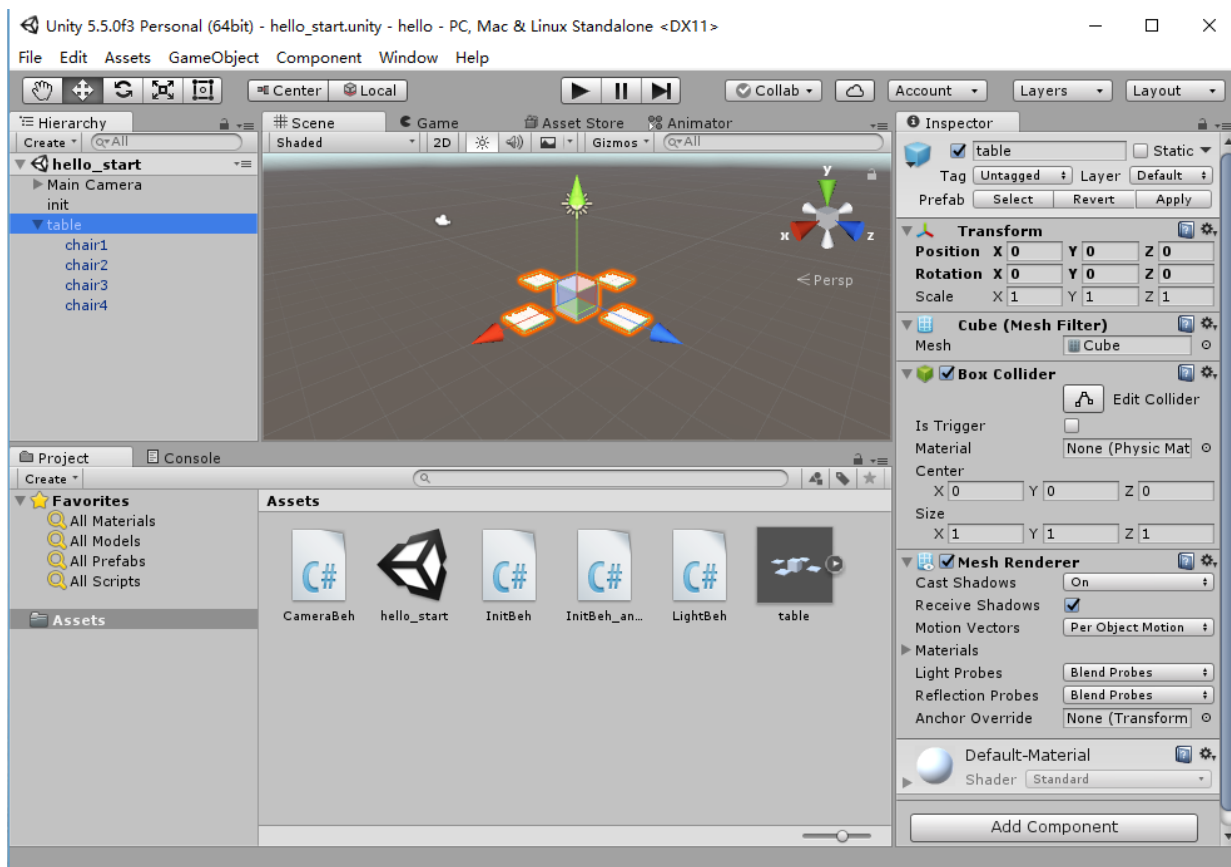 Unity 5.5.0f3 Personal (64bit) - hello_start.unity - hello - PC, Mac & Linux Standalone <DX11>
File Edit Assets GameObject Component Window Help
Center Local Collab Account Layers Layout
Hierarchy
Create All
hello_start
Main Camera
init
table
chair1
chair2
chair3
chair4
Scene Game Asset Store Animator
Shaded 2D Gizmos All
y
x z
Persp
Project Console
Create
Favorites
All Materials
All Models
All Prefabs
All Scripts
Assets
Assets
C# C# C# C#
CameraBeh hello_start InitBeh InitBeh_an... LightBeh table
Inspector
table Static
Tag Untagged Layer Default
Prefab Select Revert Apply
Transform
Position X 0 Y 0 Z 0
Rotation X 0 Y 0 Z 0
Scale X 1 Y 1 Z 1
Cube (Mesh Filter)
Mesh Cube
Box Collider
Edit Collider
Is Trigger
Material None (Physic Mat
Center
X 0 Y 0 Z 0
Size
X 1 Y 1 Z 1
Mesh Renderer
Cast Shadows On
Receive Shadows
Motion Vectors Per Object Motion
Materials
Light Probes Blend Probes
Reflection Probes Blend Probes
Anchor Override None (Transform
Default-Material
Shader Standard
Add Component